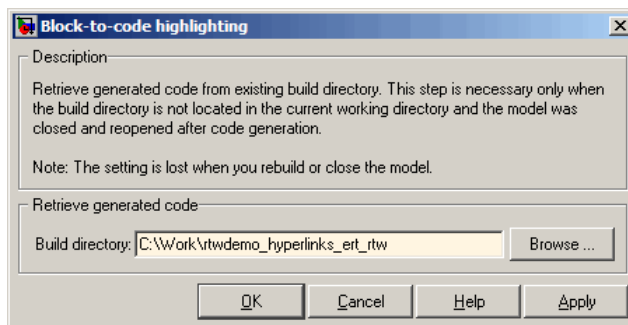 Block-to-code highlighting
Description
Retrieve generated code from existing build directory. This step is necessary only when
the build directory is not located in the current working directory and the model was
closed and reopened after code generation.
Note: The setting is lost when you rebuild or close the model.
Retrieve generated code
Build directory: C:\Work\rtwdemo_hyperlinks_ert_rtw Browse ...
OK Cancel Help Apply